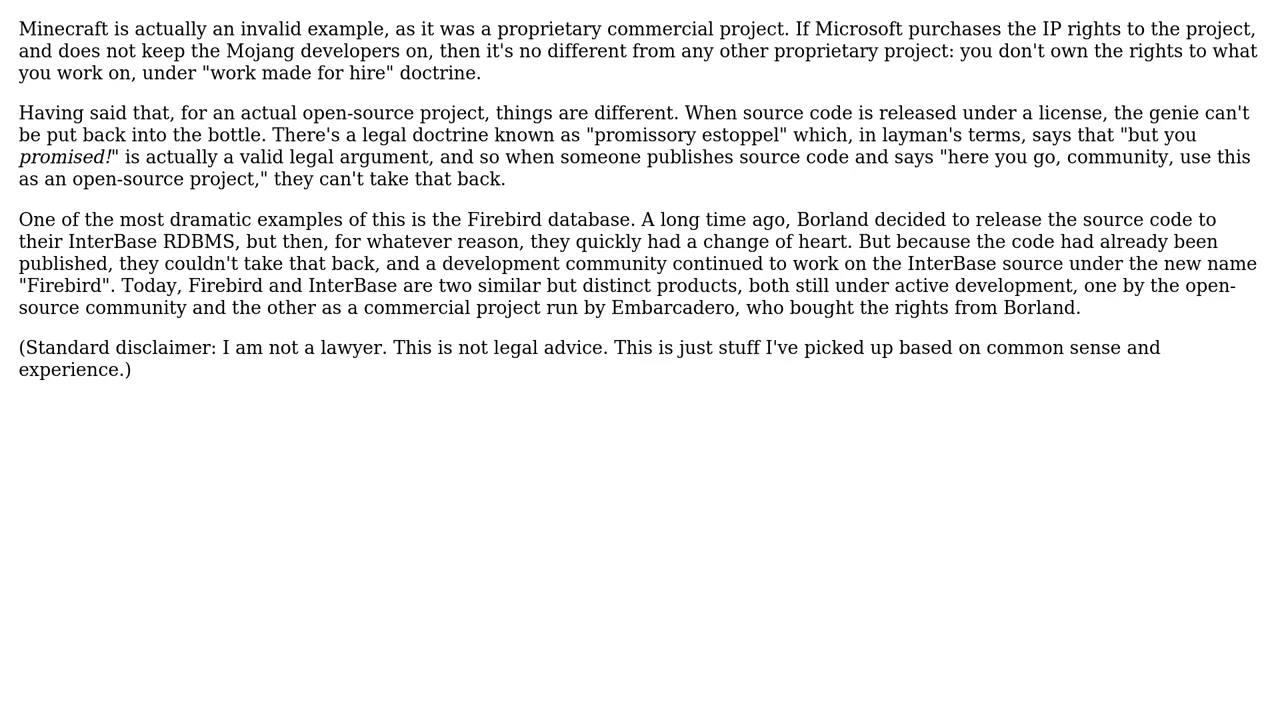 Minecraft is actually an invalid example, as it was a proprietary commercial project. If Microsoft purchases the IP rights to the project,
and does not keep the Mojang developers on, then it's no different from any other proprietary project: you don't own the rights to what
you work on, under "work made for hire" doctrine.
Having said that, for an actual open-source project, things are different. When source code is released under a license, the genie can't
be put back into the bottle. There's a legal doctrine known as "promissory estoppel" which, in layman's terms, says that "but you
promised!" is actually a valid legal argument, and so when someone publishes source code and says "here you go, community, use this
as an open-source project," they can't take that back.
One of the most dramatic examples of this is the Firebird database. A long time ago, Borland decided to release the source code to
their InterBase RDBMS, but then, for whatever reason, they quickly had a change of heart. But because the code had already been
published, they couldn't take that back, and a development community continued to work on the InterBase source under the new name
"Firebird". Today, Firebird and InterBase are two similar but distinct products, both still under active development, one by the open-
source community and the other as a commercial project run by Embarcadero, who bought the rights from Borland.
(Standard disclaimer: I am not a lawyer. This is not legal advice. This is just stuff I've picked up based on common sense and
experience.)